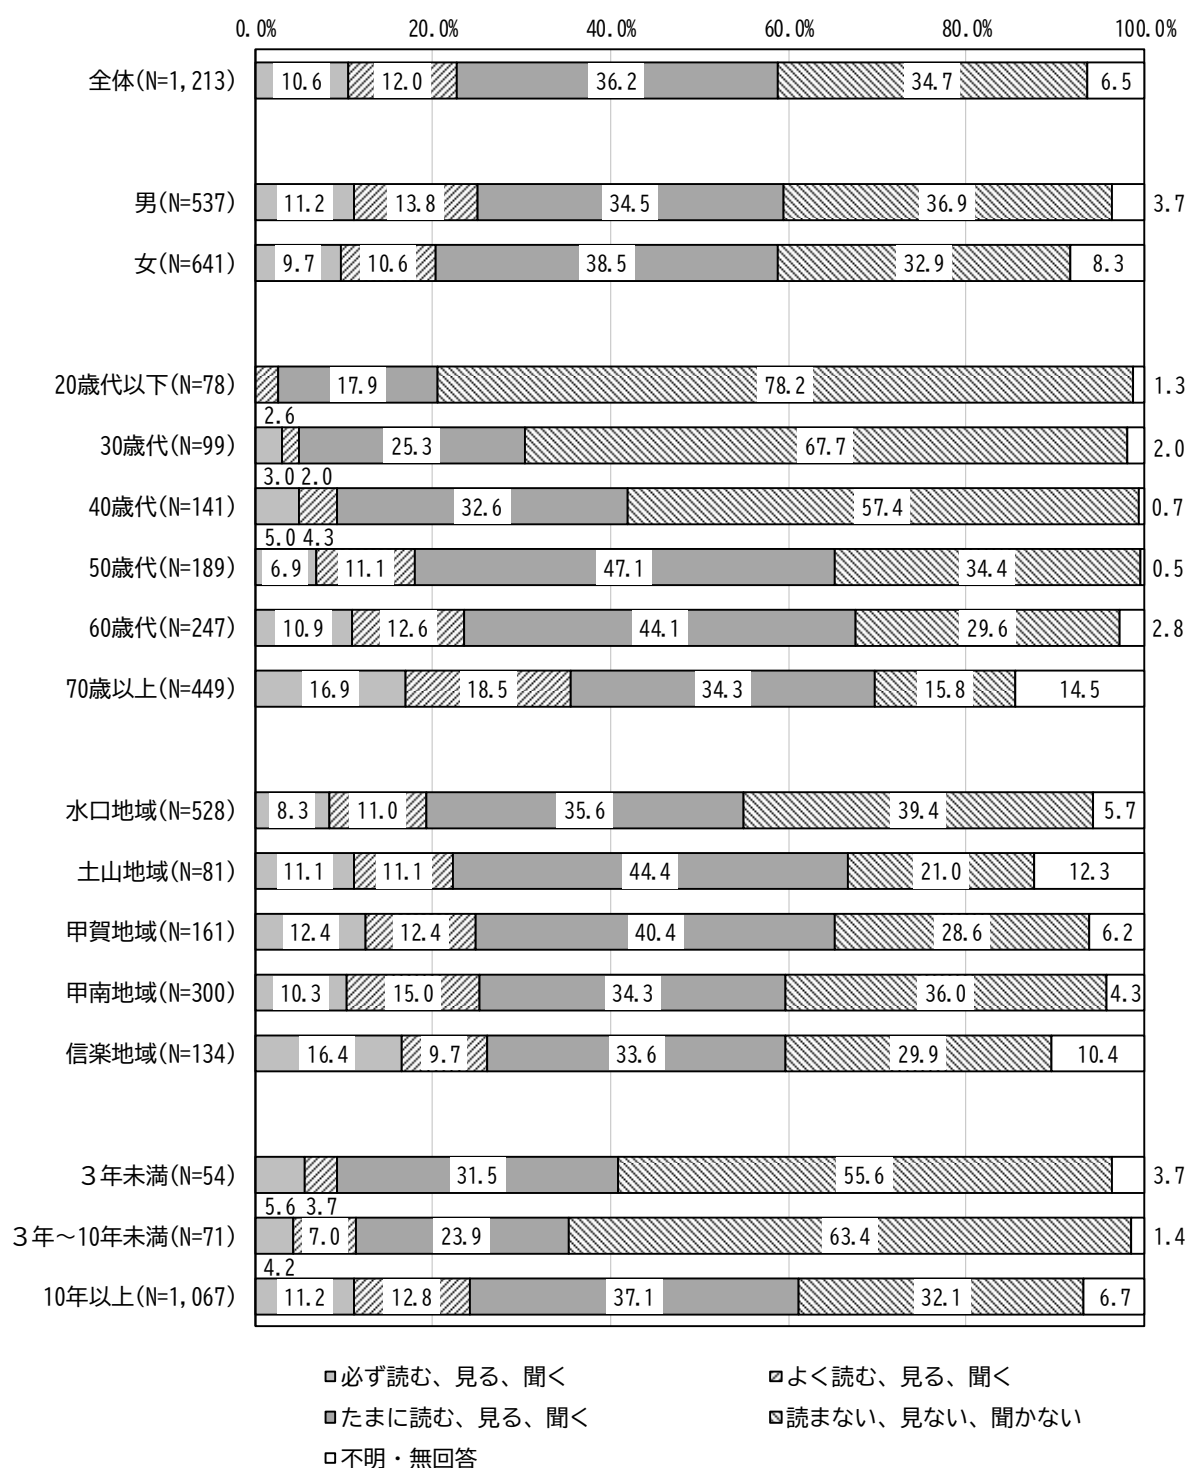 0.0% 20.0% 40.0% 60.0% 80.0% 100.0%
全体(N=1,213) 10.6 12.0 36.2 34.7 6.5
男(N=537) 11.2 13.8 34.5 36.9 3.7
女(N=641) 9.7 10.6 38.5 32.9 8.3
20歳代以下(N=78) 17.9 78.2 1.3
2.6
30歳代(N=99) 25.3 67.7 2.0
3.0 2.0
40歳代(N=141) 32.6 57.4 0.7
5.0 4.3
50歳代(N=189) 6.9 11.1 47.1 34.4 0.5
60歳代(N=247) 10.9 12.6 44.1 29.6 2.8
70歳以上(N=449) 16.9 18.5 34.3 15.8 14.5
水口地域(N=528) 8.3 11.0 35.6 39.4 5.7
土山地域(N=81) 11.1 11.1 44.4 21.0 12.3
甲賀地域(N=161) 12.4 12.4 40.4 28.6 6.2
甲南地域(N=300) 10.3 15.0 34.3 36.0 4.3
信楽地域(N=134) 16.4 9.7 33.6 29.9 10.4
３年未満(N=54) 31.5 55.6 3.7
5.6 3.7
３年～10年未満(N=71) 7.0 23.9 63.4 1.4
4.2
10年以上(N=1,067) 11.2 12.8 37.1 32.1 6.7
必ず読む、見る、聞く よく読む、見る、聞く
たまに読む、見る、聞く 読まない、見ない、聞かない
不明・無回答